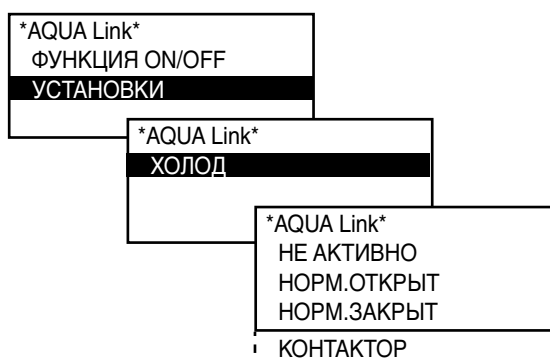 *AQUA Link*
ФУНКЦИЯ ON/OFF
УСТАНОВКИ
*AQUA Link*
ХОЛОД
*AQUA Link*
НЕ АКТИВНО
НОРМ.ОТКРЫТ
НОРМ.ЗАКРЫТ
КОНТАКТОР